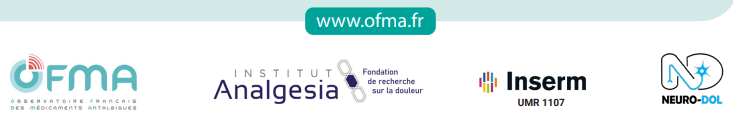 www.ofma.fr
OFMA
OBSERVATOIRE FRANCAIS
DES MÉDICAMENTS ANTALGIQUES
INSTITUT
Analgesia
Fondation
de recherche
sur la douleur
Inserm
UMR 1107
ND
NEURO-DOL